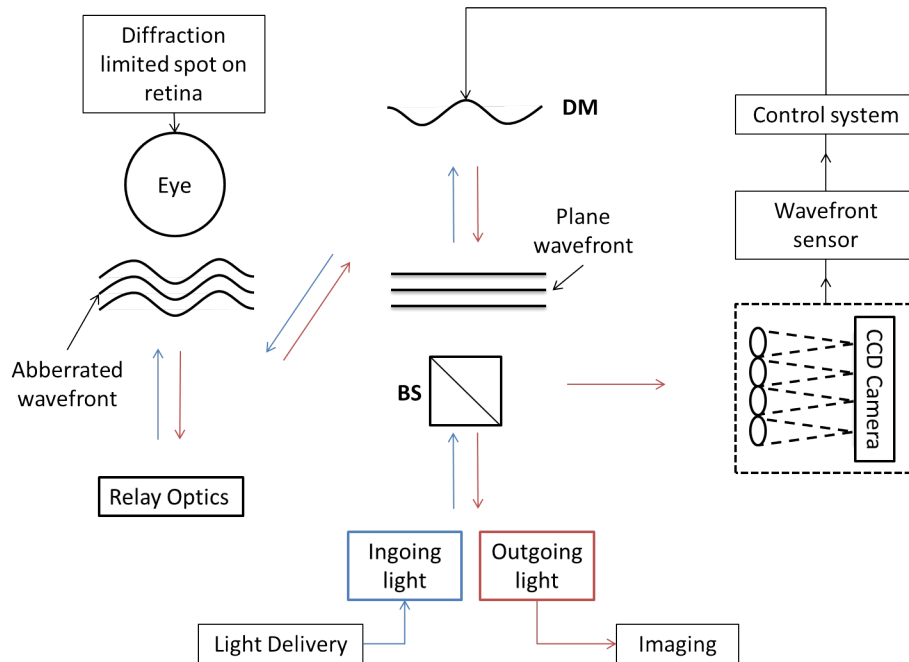 Diffraction
limited spot on
retina
Eye
Abberrated
wavefront
Relay Optics
DM
Plane
wavefront
BS
Ingoing
light
Outgoing
light
Light Delivery
Imaging
Control system
Wavefront
sensor
CCD Camera